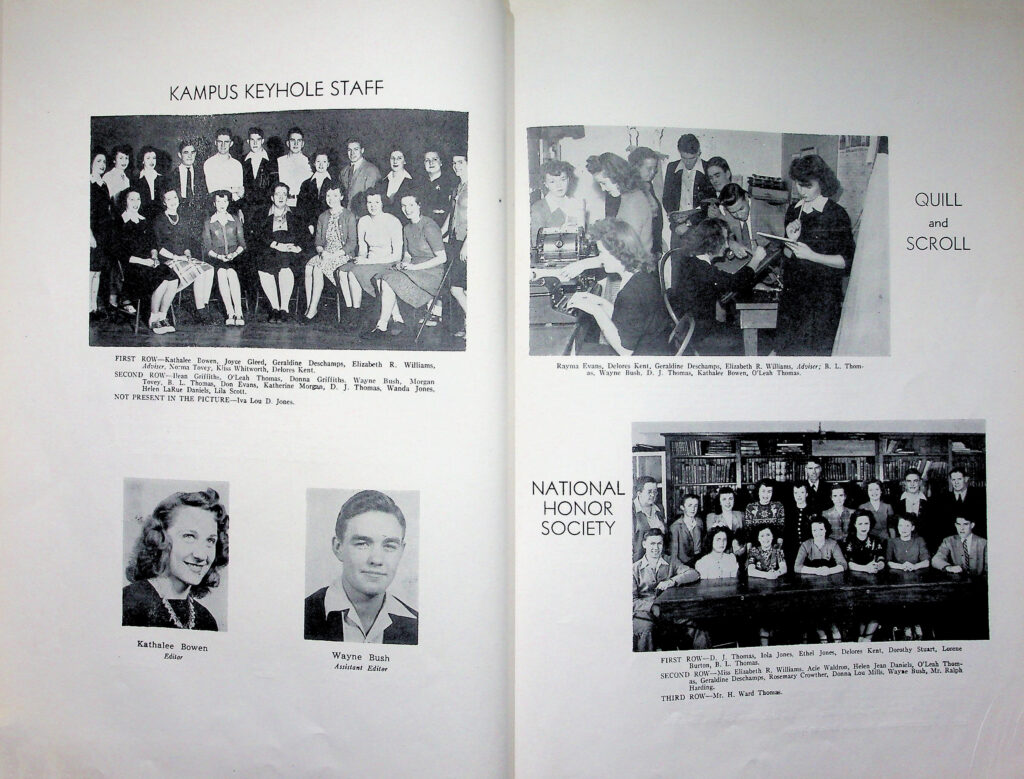 KAMPUS KEYHOLE STAFF
FIRST ROW—Kathalee Bowen, Joyce Gleed, Geraldine Deschamps, Elizabeth R. Williams,
Adviser, Norma Tovey, Kliss Whitworth, Delores Kent.
SECOND ROW—Ilean Griffiths, O'Leah Thomas, Donna Griffiths, Wayne Bush, Morgan
Tovey, B. L. Thomas, Don Evans, Katherine Morgan, D. J. Thomas, Wanda Jones,
Helen LaRue Daniels, Lila Scott.
NOT PRESENT IN THE PICTURE—Iva Lou D. Jones.
Kathalee Bowen
Editor
Wayne Bush
Assistant Editor
QUILL
and
SCROLL
Rayma Evans, Delores Kent, Geraldine Deschamps, Elizabeth R. Williams, Adviser; B. L. Thom-
as, Wayne Bush, D. J. Thomas, Kathalee Bowen, O'Leah Thomas.
NATIONAL
HONOR
SOCIETY
FIRST ROW—D. J. Thomas, Iola Jones, Ethel Jones, Delores Kent, Dorothy Stuart, Lorene
Burton, B. L. Thomas.
SECOND ROW—Miss Elizabeth R. Williams, Acie Waldron, Helen Jean Daniels, O'Leah Thom-
as, Geraldine Deschamps, Rosemary Crowther, Donna Lou Mills, Wayne Bush, Mr. Ralph
Harding.
THIRD ROW—Mr. H. Ward Thomas.